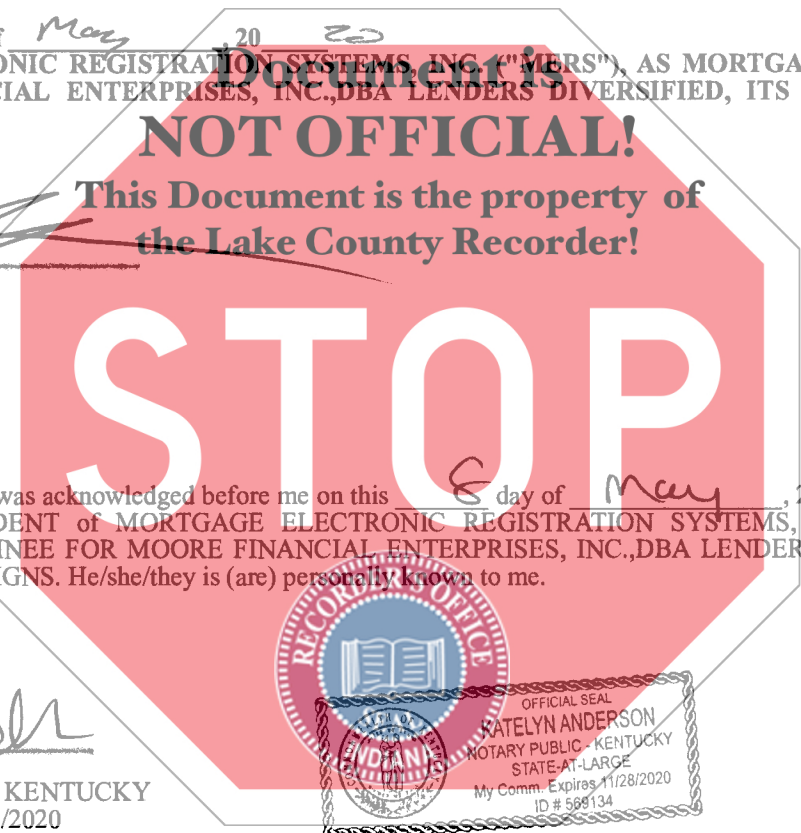 May , 20 20
ONIC REGISTRATION SYSTEMS, INC. ("MERS"), AS MORTGA
CIAL ENTERPRISES, INC.,DBA LENDERS DIVERSIFIED, ITS
Document is
NOT OFFICIAL!
This Document is the property of
the Lake County Recorder!
STOP
was acknowledged before me on this 8 day of May , 2
DENT of MORTGAGE ELECTRONIC REGISTRATION SYSTEMS,
INEE FOR MOORE FINANCIAL ENTERPRISES, INC.,DBA LENDER
IGNS. He/she/they is (are) personally known to me.
RECORDER'S OFFICE
INDIANA
OFFICIAL SEAL
KATELYN ANDERSON
NOTARY PUBLIC - KENTUCKY
STATE-AT-LARGE
My Comm. Expires 11/28/2020
ID # 569134
KENTUCKY
/2020